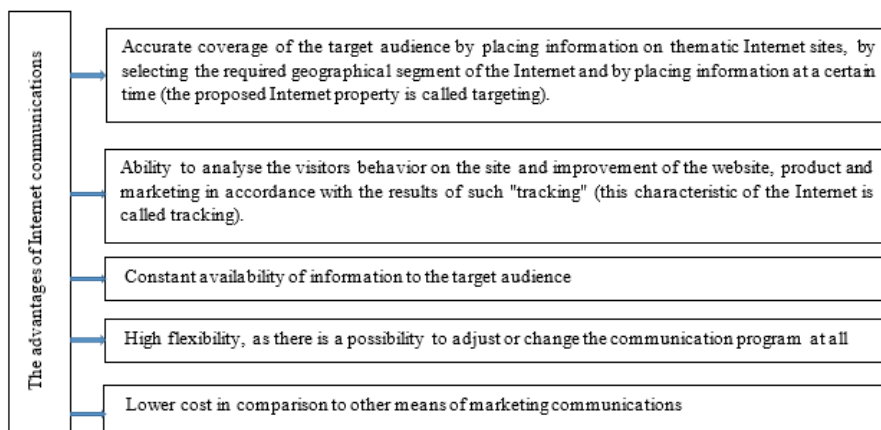 The advantages of Internet communications
Accurate coverage of the target audience by placing information on thematic Internet sites, by
selecting the required geographical segment of the Internet and by placing information at a certain
time (the proposed Internet property is called targeting).
Ability to analyse the visitors behavior on the site and improvement of the website, product and
marketing in accordance with the results of such "tracking" (this characteristic of the Internet is
called tracking).
Constant availability of information to the target audience
High flexibility, as there is a possibility to adjust or change the communication program at all
Lower cost in comparison to other means of marketing communications